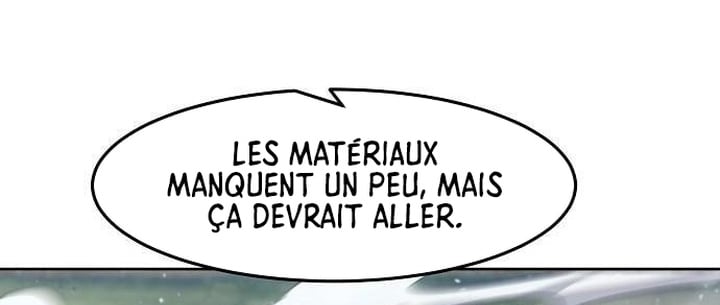 LES MATÉRIAUX
MANQUENT UN PEU, MAIS
ÇA DEVRAIT ALLER.